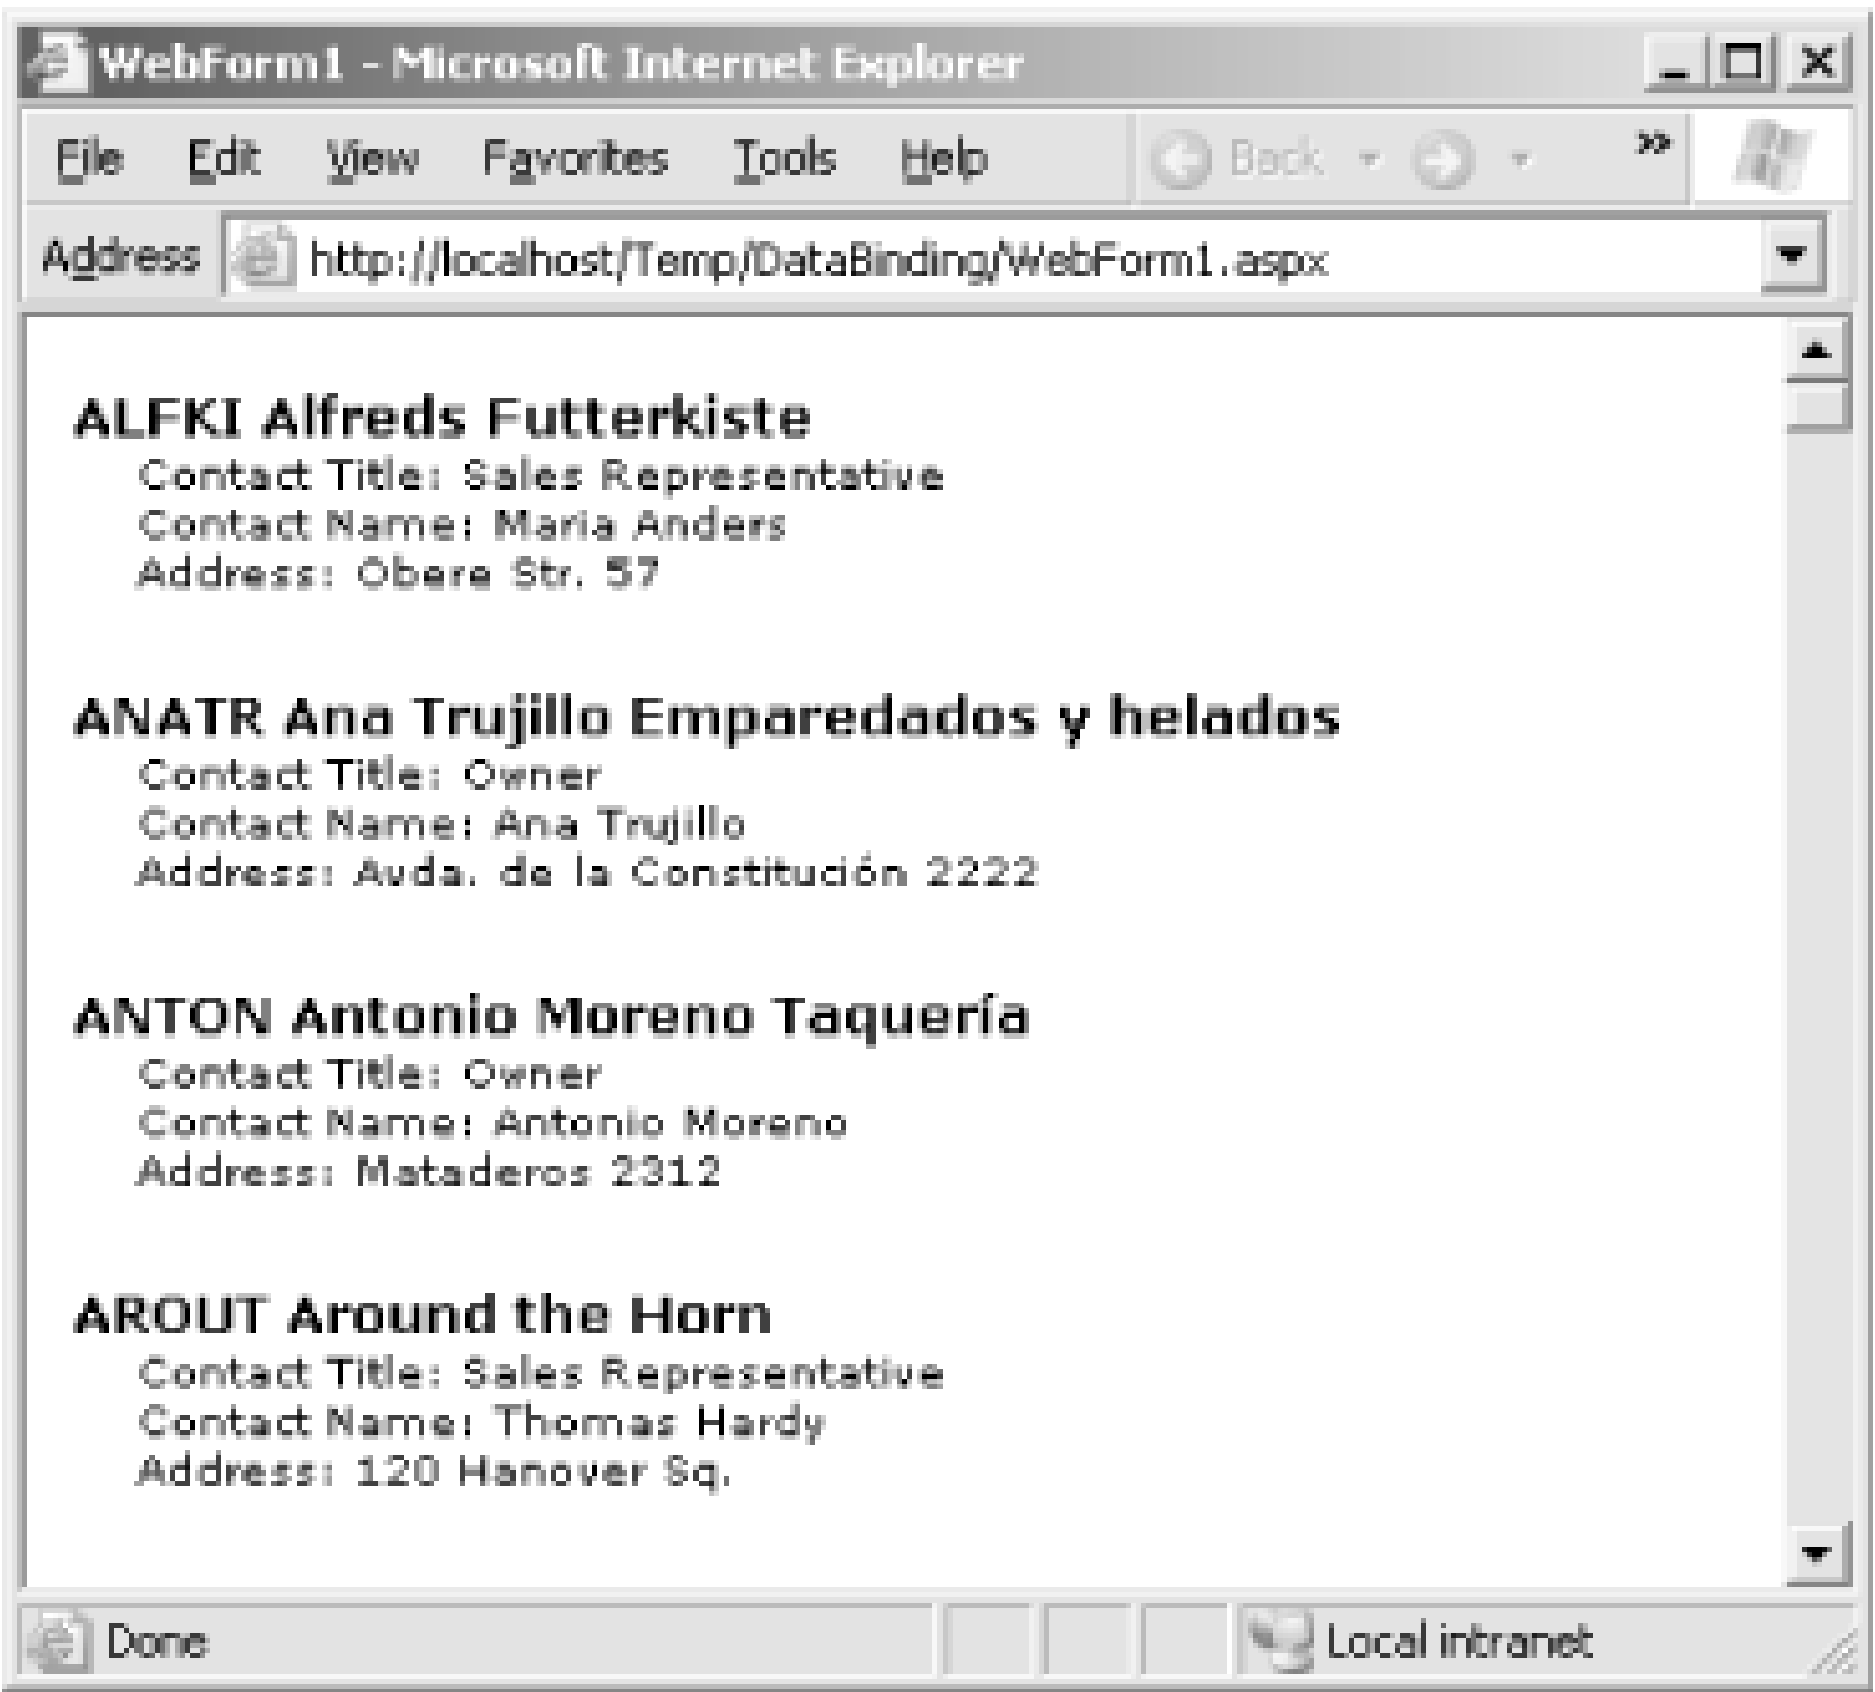 WebForm1 - Microsoft Internet Explorer
File Edit View Favorites Tools Help Back »
Address http://localhost/Temp/DataBinding/WebForm1.aspx
ALFKI Alfreds Futterkiste
Contact Title: Sales Representative
Contact Name: Maria Anders
Address: Obere Str. 57
ANATR Ana Trujillo Emparedados y helados
Contact Title: Owner
Contact Name: Ana Trujillo
Address: Avda. de la Constitución 2222
ANTON Antonio Moreno Taquería
Contact Title: Owner
Contact Name: Antonio Moreno
Address: Mataderos 2312
AROUT Around the Horn
Contact Title: Sales Representative
Contact Name: Thomas Hardy
Address: 120 Hanover Sq.
Done Local intranet